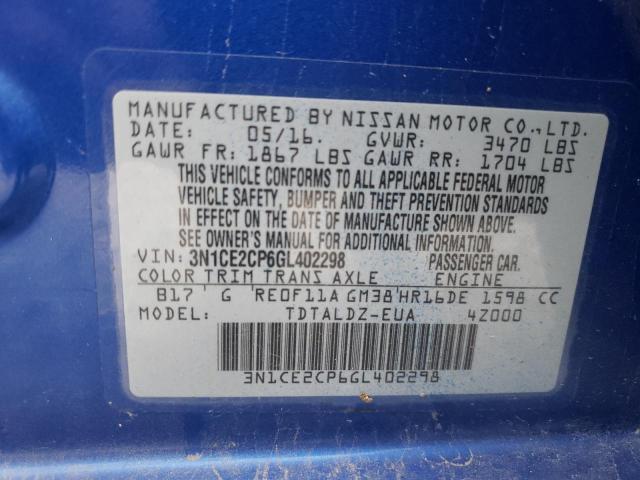 MANUFACTURED BY NISSAN MOTOR CO.,LTD.
DATE: 05/16. GVWR: 3470 LBS
GAWR FR: 1867 LBS GAWR RR: 1704 LBS
THIS VEHICLE CONFORMS TO ALL APPLICABLE FEDERAL MOTOR
VEHICLE SAFETY, BUMPER AND THEFT PREVENTION STANDARDS
IN EFFECT ON THE DATE OF MANUFACTURE SHOWN ABOVE.
SEE OWNER'S MANUAL FOR ADDITIONAL INFORMATION.
VIN: 3N1CE2CP6GL402298 PASSENGER CAR.
COLOR TRIM TRANS AXLE ENGINE
B17 G RE0F11A GM38 HR16DE 1598 CC
MODEL: TDTALDZ-EUA 4Z000
3N1CE2CP6GL402298